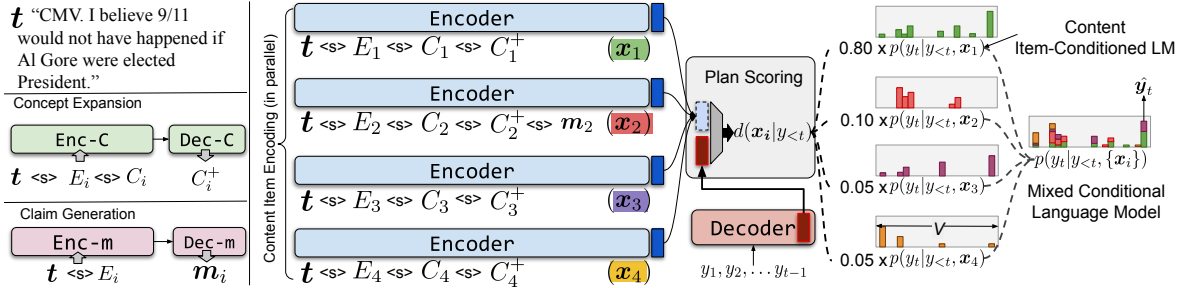 t "CMV. I believe 9/11
would not have happened if
Al Gore were elected
President."
Concept Expansion
Enc-C
Dec-C
t <s> E_i <s> C_i
C_i^+
Claim Generation
Enc-m
Dec-m
t <s> E_i
m_i
Content Item Encoding (in parallel)
Encoder
t <s> E_1 <s> C_1 <s> C_1^+ (x_1)
Encoder
t <s> E_2 <s> C_2 <s> C_2^+ <s> m_2 (x_2)
Encoder
t <s> E_3 <s> C_3 <s> C_3^+ (x_3)
Encoder
t <s> E_4 <s> C_4 <s> C_4^+ (x_4)
Plan Scoring
d(x_i|y_{<t})
Decoder
y_1, y_2, ... y_{t-1}
0.80 x p(y_t|y_{<t}, x_1)
0.10 x p(y_t|y_{<t}, x_2)
0.05 x p(y_t|y_{<t}, x_3)
V
0.05 x p(y_t|y_{<t}, x_4)
Content
Item-Conditioned LM
ŷ_t
p(y_t|y_{<t}, {x_i})
Mixed Conditional
Language Model